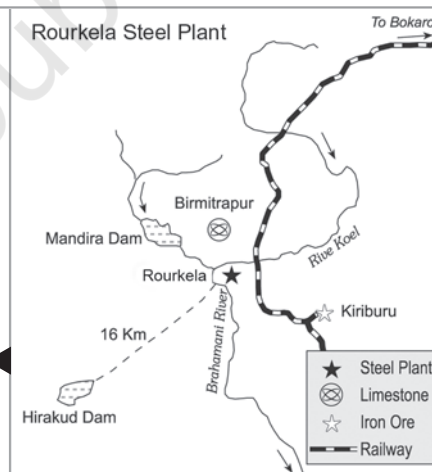 Rourkela Steel Plant
To Bokaro
Birmitrapur
Mandira Dam
Rive Koel
Rourkela
Brahamani River
Kiriburu
16 Km
Hirakud Dam
Steel Plant
Limestone
Iron Ore
Railway